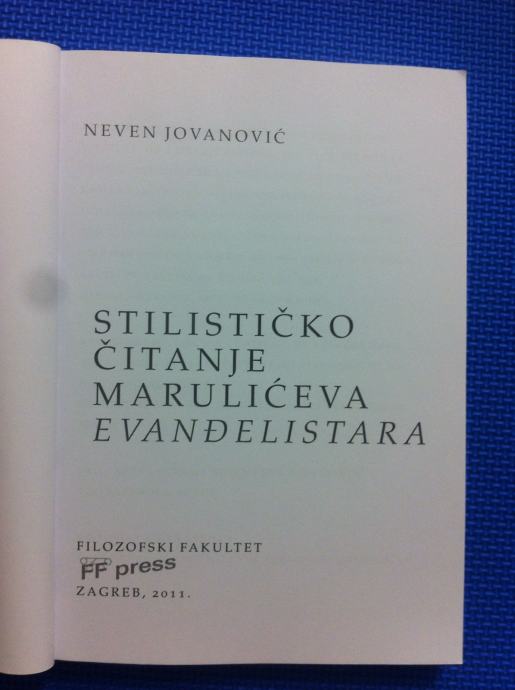 NEVEN JOVANOVIĆ
STILISTIČKO
ČITANJE
MARULIĆEVA
EVANĐELISTARA
FILOZOFSKI FAKULTET
FF press
ZAGREB, 2011.